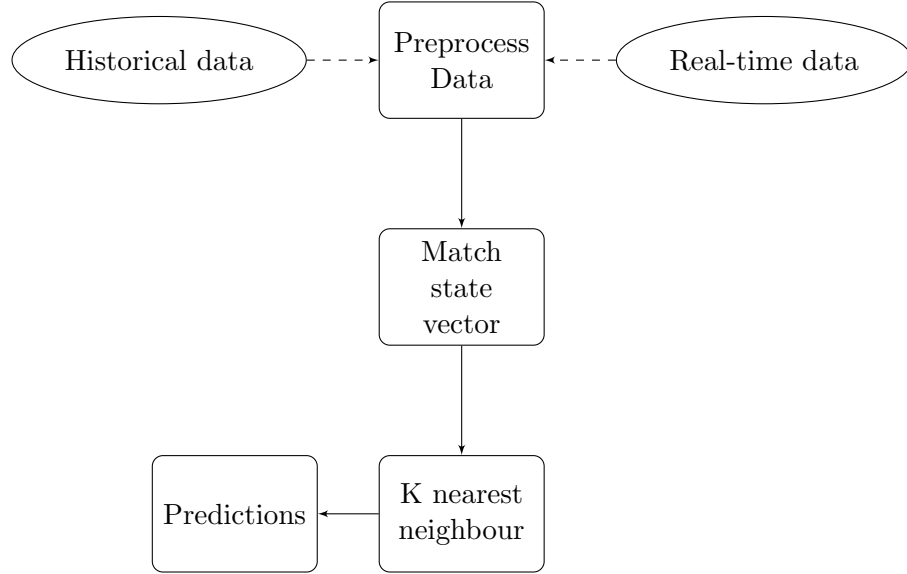 Historical data
Preprocess
Data
Real-time data
Match
state
vector
Predictions
K nearest
neighbour